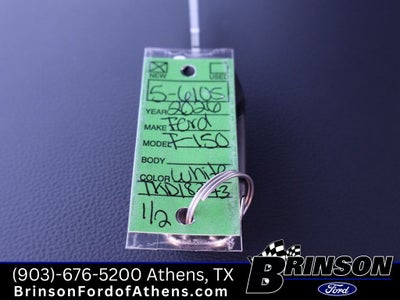 NEW USED
5-6105
YEAR 2026
MAKE Ford
MODEL F-150
BODY
COLOR White
1/2
(903)-676-5200 Athens, TX
BrinsonFordofAthens.com
BRINSON
Ford